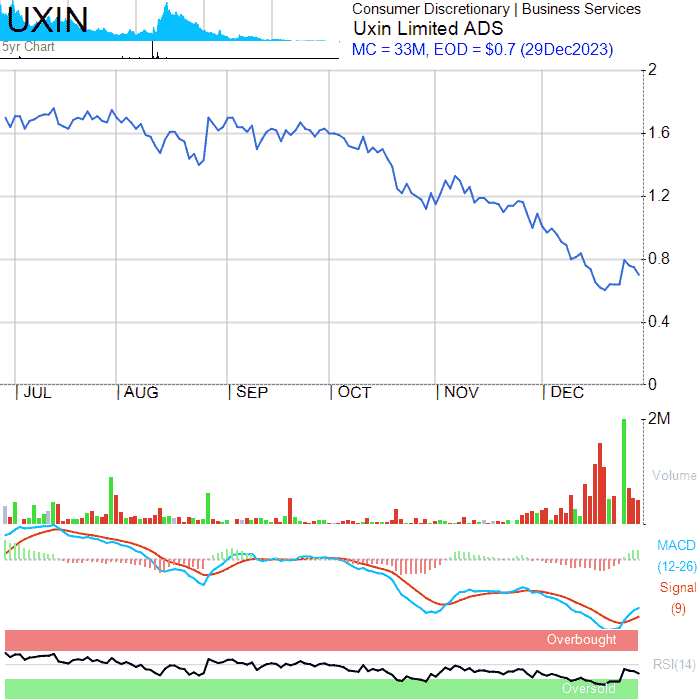 UXIN
5yr Chart
Consumer Discretionary | Business Services
Uxin Limited ADS
MC = 33M, EOD = $0.7 (29Dec2023)
2
1.6
1.2
0.8
0.4
0
JUL AUG SEP OCT NOV DEC
2M
Volume
MACD
(12-26)
Signal
(9)
Overbought
RSI(14)
Oversold